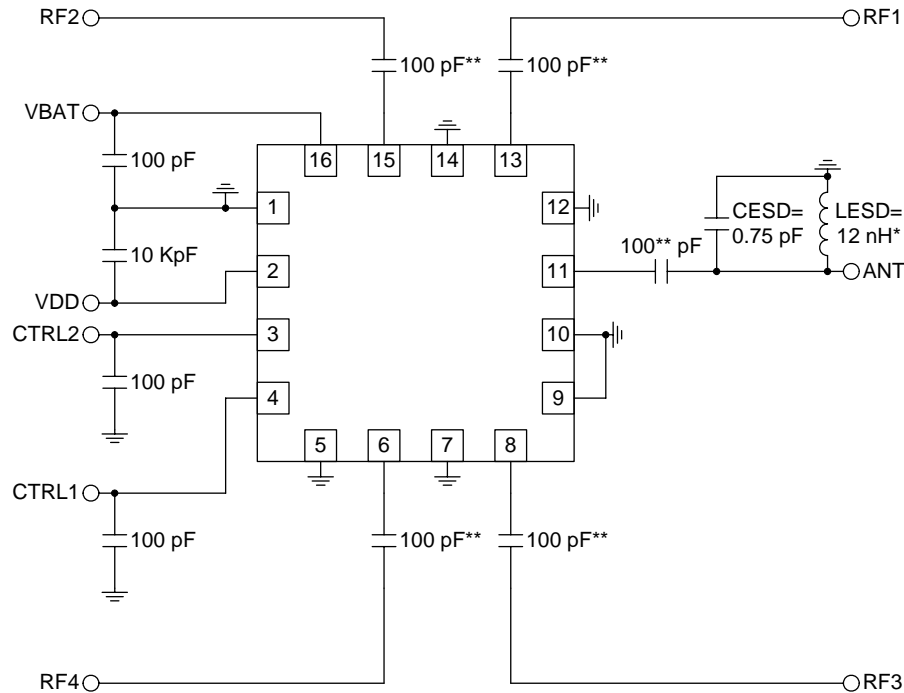 RF2
RF1
100 pF**
100 pF**
VBAT
16
15
14
13
100 pF
1
12
CESD=
0.75 pF
LESD=
12 nH*
10 KpF
2
11
100** pF
ANT
VDD
CTRL2
3
10
100 pF
4
9
5
6
7
8
CTRL1
100 pF
100 pF**
100 pF**
RF4
RF3